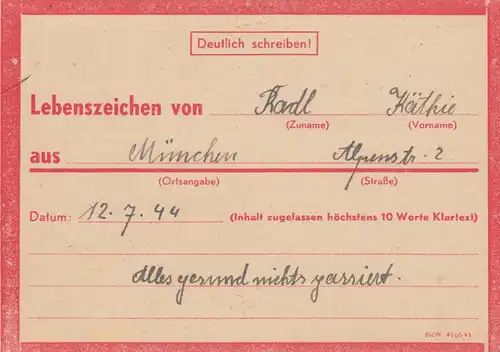 Deutlich schreiben!
Lebenszeichen von Radl Käthie
(Zuname) (Vorname)
aus München Alpenstr. 2
(Ortsangabe) (Straße)
Datum: 12. 7. 44 (Inhalt zugelassen höchstens 10 Worte Klartext)
alles gesund nichts passiert.